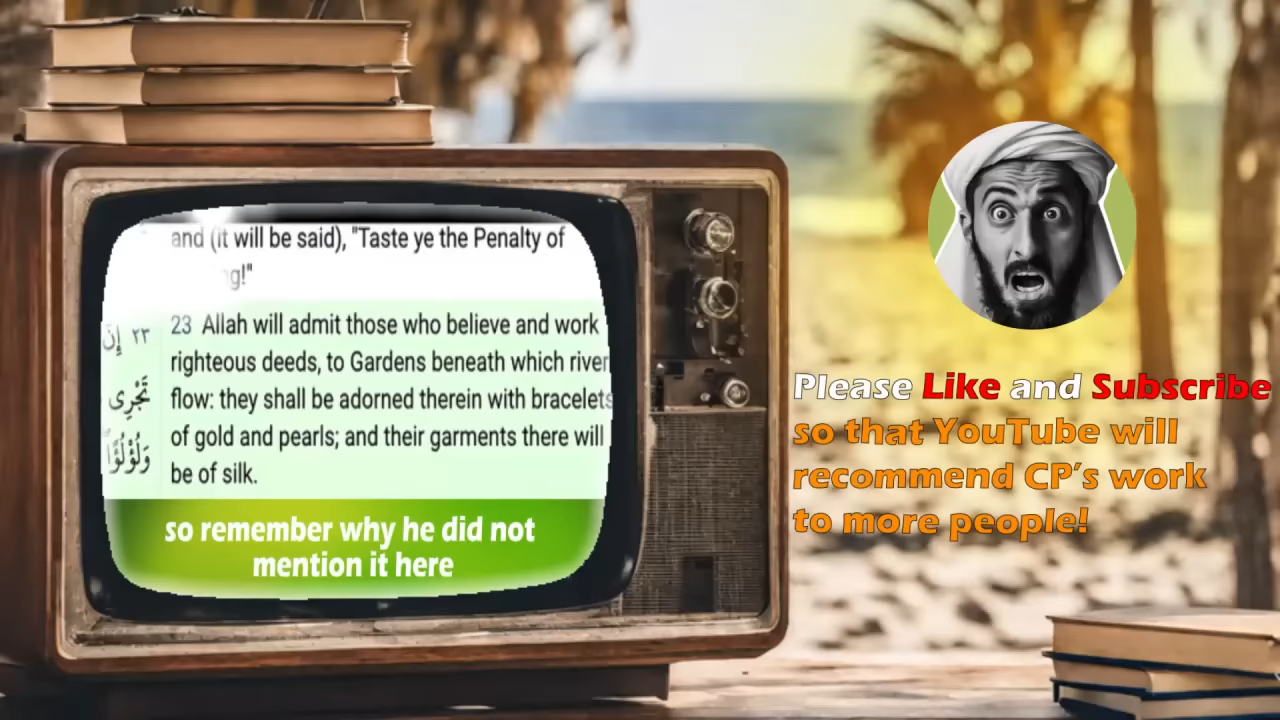 and (it will be said), "Taste ye the Penalty of
ng!"
٢٣ إِنَّ
تَجْرِى
وَلُؤْلُؤًا
23 Allah will admit those who believe and work
righteous deeds, to Gardens beneath which river
flow: they shall be adorned therein with bracelets
of gold and pearls; and their garments there will
be of silk.
so remember why he did not
mention it here
Please Like and Subscribe
so that YouTube will
recommend CP's work
to more people!